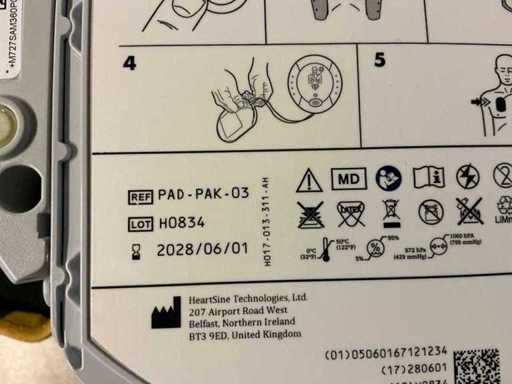 *+M727SAM360P
4
5
REF PAD-PAK-03
LOT H0834
2028/06/01
H017-013-311-AH
MD
LiMn
0°C
(32°F)
50°C
(122°F)
5%
95%
572 hPa
(429 mmHg)
1060 hPa
(795 mmHg)
HeartSine Technologies, Ltd.
207 Airport Road West
Belfast, Northern Ireland
BT3 9ED, United Kingdom
(01)05060167121234
(17)280601